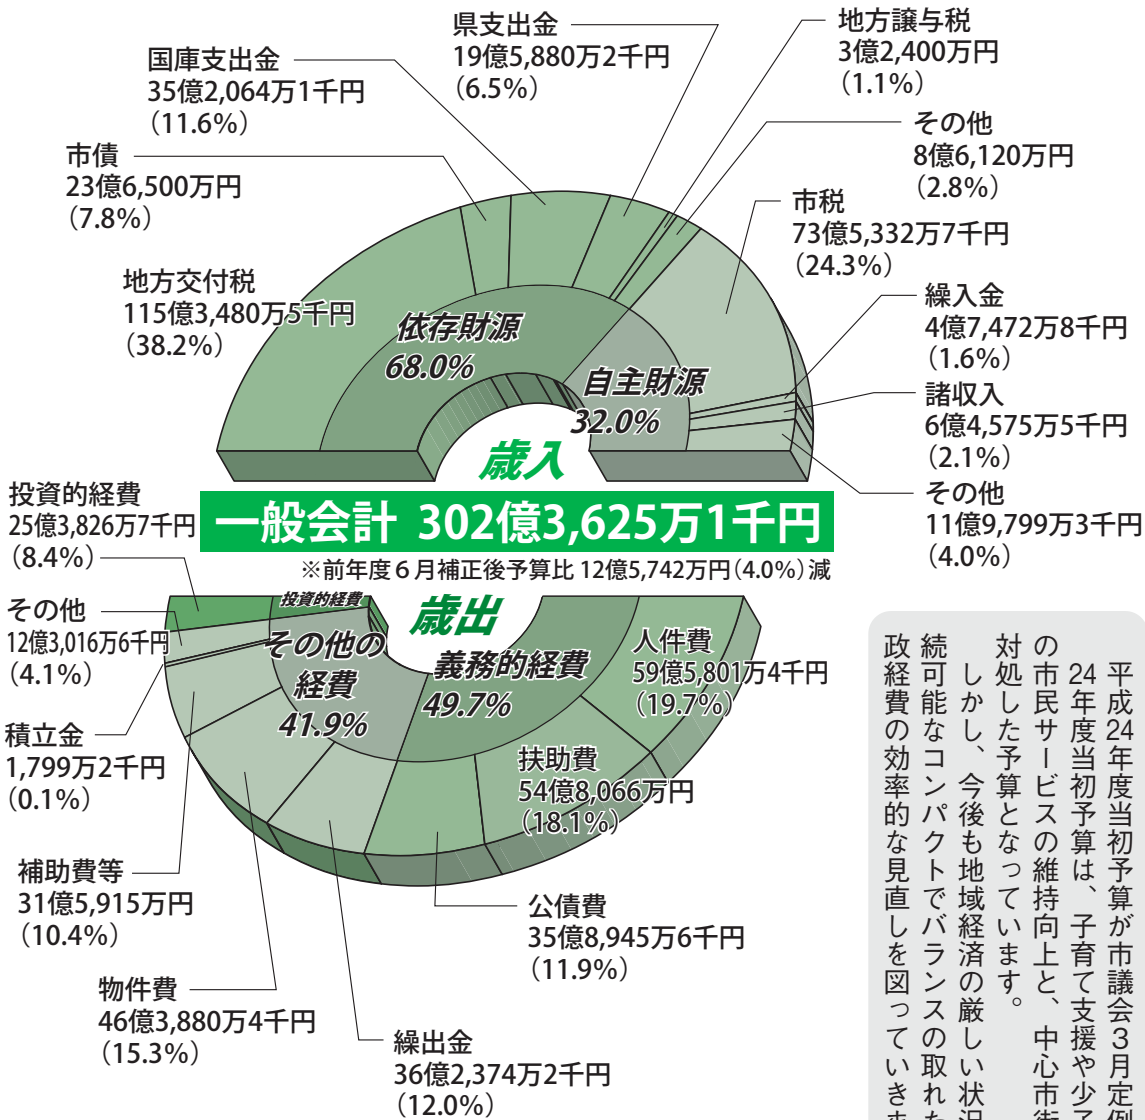 県支出金
19億5,880万2千円
(6.5%)
地方譲与税
3億2,400万円
(1.1%)
国庫支出金
35億2,064万1千円
(11.6%)
その他
8億6,120万円
(2.8%)
市債
23億6,500万円
(7.8%)
市税
73億5,332万7千円
(24.3%)
地方交付税
115億3,480万5千円
(38.2%)
繰入金
4億7,472万8千円
(1.6%)
諸収入
6億4,575万5千円
(2.1%)
その他
11億9,799万3千円
(4.0%)
依存財源
68.0%
自主財源
32.0%
歳入
一般会計 302億3,625万1千円
※前年度6月補正後予算比 12億5,742万円(4.0%)減
歳出
投資的経費
25億3,826万7千円
(8.4%)
投資的経費
その他
12億3,016万6千円
(4.1%)
その他の
経費
41.9%
義務的経費
49.7%
人件費
59億5,801万4千円
(19.7%)
積立金
1,799万2千円
(0.1%)
扶助費
54億8,066万円
(18.1%)
補助費等
31億5,915万円
(10.4%)
公債費
35億8,945万6千円
(11.9%)
物件費
46億3,880万4千円
(15.3%)
繰出金
36億2,374万2千円
(12.0%)
平成24年度当初予算が市議会3月定例
24年度当初予算は、子育て支援や少子
の市民サービスの維持向上と、中心市街
対処した予算となっています。
しかし、今後も地域経済の厳しい状況
続可能なコンパクトでバランスの取れた
政経費の効率的な見直しを図っていきま